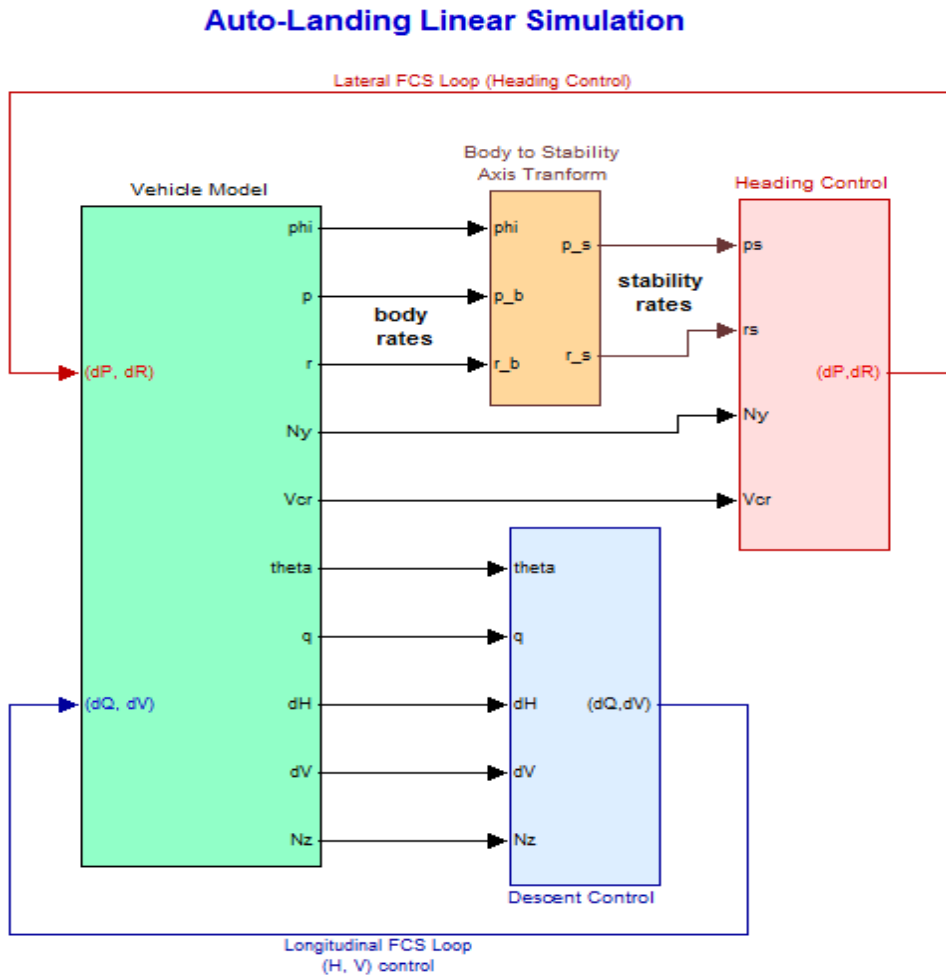 Auto-Landing Linear Simulation
Lateral FCS Loop (Heading Control)
Vehicle Model
Body to Stability
Axis Tranform
Heading Control
phi
p
r
Ny
Vcr
theta
q
dH
dV
Nz
(dP, dR)
(dQ, dV)
body
rates
phi
p_b
r_b
p_s
r_s
stability
rates
ps
rs
Ny
Vcr
(dP,dR)
theta
q
dH
dV
Nz
(dQ,dV)
Descent Control
Longitudinal FCS Loop
(H, V) control